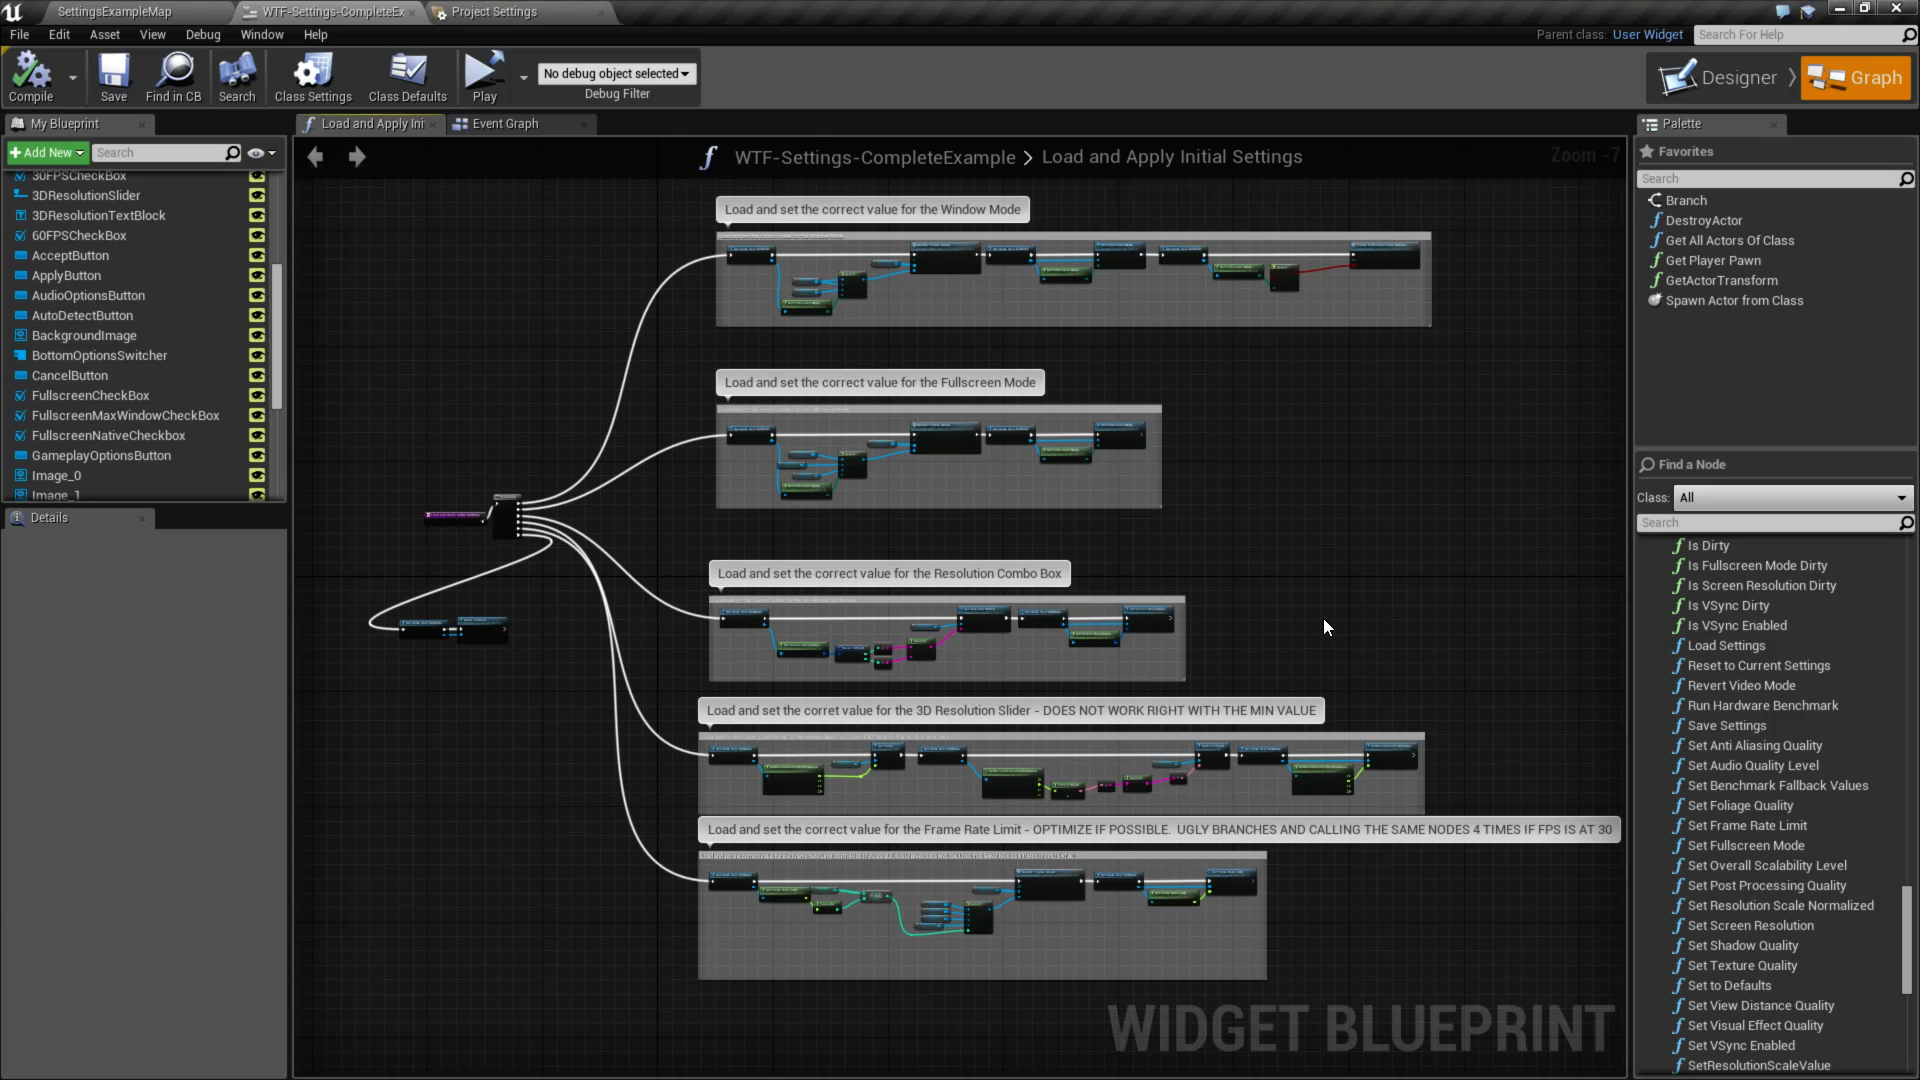 SettingsExampleMap
WTF-Settings-CompleteEx
Project Settings
File
Edit
Asset
View
Debug
Window
Help
Parent class: User Widget
Search For Help
Compile
Save
Find in CB
Search
Class Settings
Class Defaults
Play
No debug object selected
Debug Filter
Designer
Graph
My Blueprint
Add New
Search
30FPSCheckBox
3DResolutionSlider
3DResolutionTextBlock
60FPSCheckBox
AcceptButton
ApplyButton
AudioOptionsButton
AutoDetectButton
BackgroundImage
BottomOptionsSwitcher
CancelButton
FullscreenCheckBox
FullscreenMaxWindowCheckBox
FullscreenNativeCheckbox
GameplayOptionsButton
Image_0
Image_1
Details
Load and Apply Ini
Event Graph
WTF-Settings-CompleteExample > Load and Apply Initial Settings
Zoom -7
Load and set the correct value for the Window Mode
Load and set the correct value for the Fullscreen Mode
Load and set the correct value for the Resolution Combo Box
Load and set the corret value for the 3D Resolution Slider - DOES NOT WORK RIGHT WITH THE MIN VALUE
Load and set the correct value for the Frame Rate Limit - OPTIMIZE IF POSSIBLE. UGLY BRANCHES AND CALLING THE SAME NODES 4 TIMES IF FPS IS AT 30
WIDGET BLUEPRINT
Palette
Favorites
Search
Branch
DestroyActor
Get All Actors Of Class
Get Player Pawn
GetActorTransform
Spawn Actor from Class
Find a Node
Class: All
Search
Is Dirty
Is Fullscreen Mode Dirty
Is Screen Resolution Dirty
Is VSync Dirty
Is VSync Enabled
Load Settings
Reset to Current Settings
Revert Video Mode
Run Hardware Benchmark
Save Settings
Set Anti Aliasing Quality
Set Audio Quality Level
Set Benchmark Fallback Values
Set Foliage Quality
Set Frame Rate Limit
Set Fullscreen Mode
Set Overall Scalability Level
Set Post Processing Quality
Set Resolution Scale Normalized
Set Screen Resolution
Set Shadow Quality
Set Texture Quality
Set to Defaults
Set View Distance Quality
Set Visual Effect Quality
Set VSync Enabled
SetResolutionScaleValue